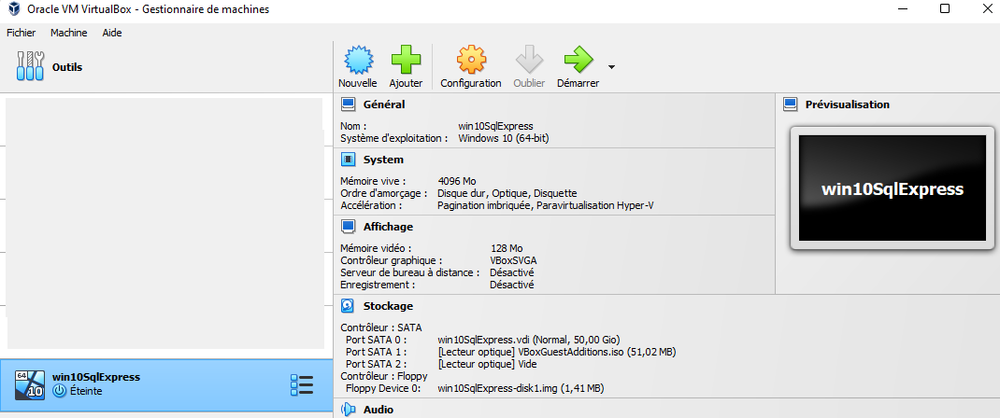 Oracle VM VirtualBox - Gestionnaire de machines
Fichier Machine Aide
Outils
Nouvelle Ajouter Configuration Oublier Démarrer
Général
Nom : win10SqlExpress
Système d'exploitation : Windows 10 (64-bit)
System
Mémoire vive : 4096 Mo
Ordre d'amorçage : Disque dur, Optique, Disquette
Accélération : Pagination imbriquée, Paravirtualisation Hyper-V
Affichage
Mémoire vidéo : 128 Mo
Contrôleur graphique : VBoxSVGA
Serveur de bureau à distance : Désactivé
Enregistrement : Désactivé
Stockage
Contrôleur : SATA
Port SATA 0 : win10SqlExpress.vdi (Normal, 50,00 Gio)
Port SATA 1 : [Lecteur optique] VBoxGuestAdditions.iso (51,02 MB)
Port SATA 2 : [Lecteur optique] Vide
Contrôleur : Floppy
Floppy Device 0: win10SqlExpress-disk1.img (1,41 MB)
Audio
Prévisualisation
win10SqlExpress
64
10
win10SqlExpress
Éteinte